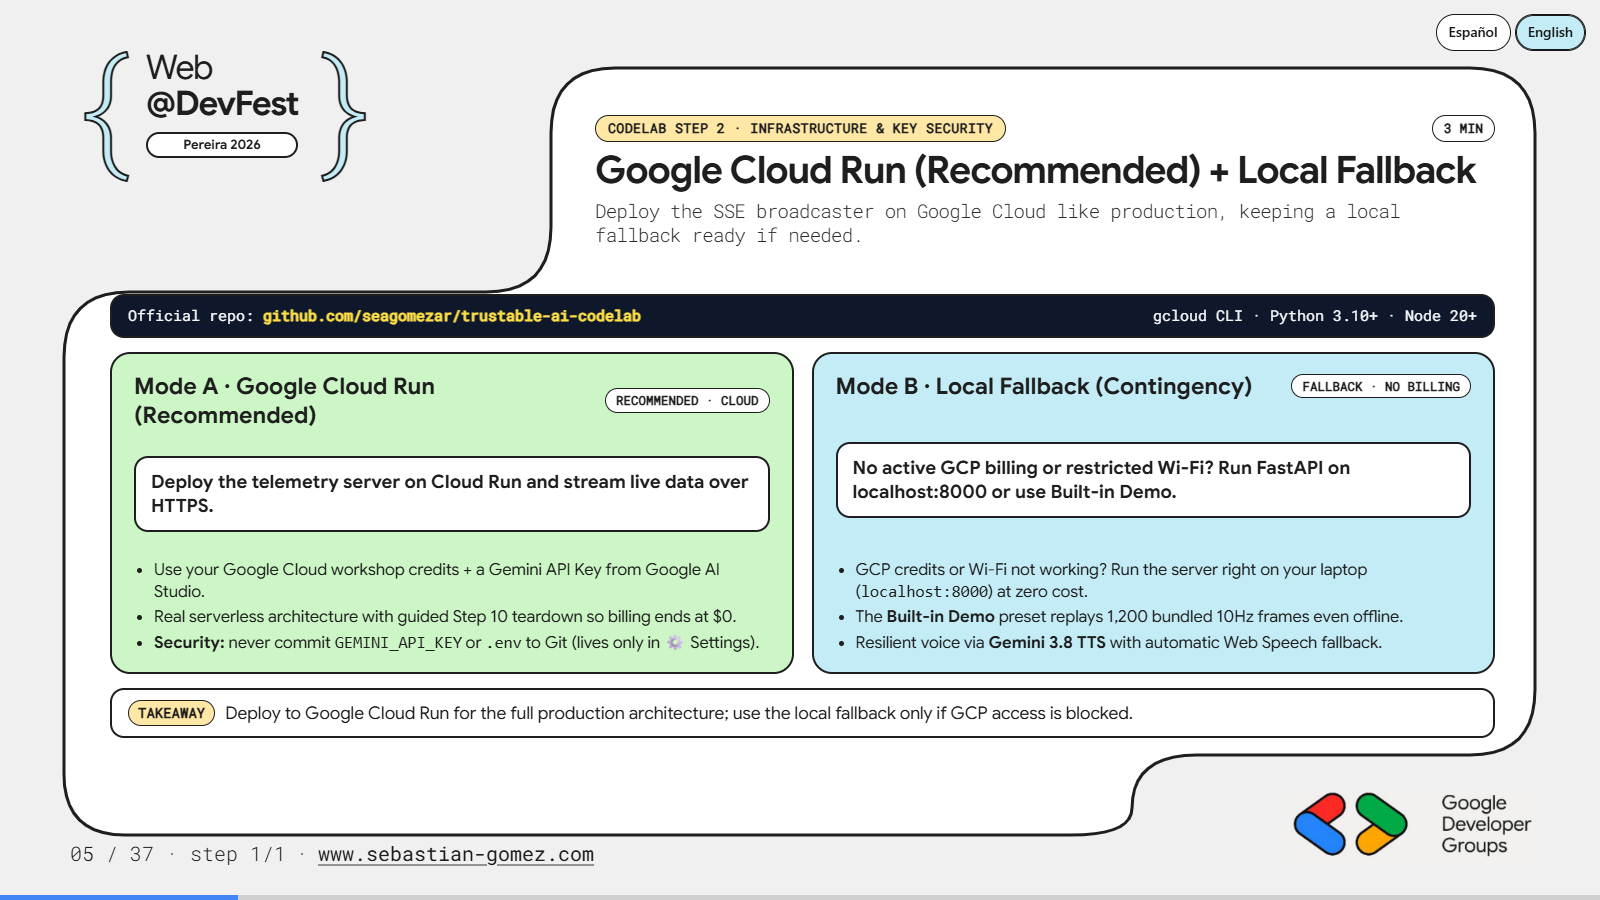 Español
English
Web
@DevFest
Pereira 2026
CODELAB STEP 2 · INFRASTRUCTURE & KEY SECURITY
3 MIN
Google Cloud Run (Recommended) + Local Fallback
Deploy the SSE broadcaster on Google Cloud like production, keeping a local
fallback ready if needed.
Official repo: github.com/seagomezar/trustable-ai-codelab
gcloud CLI · Python 3.10+ · Node 20+
Mode A · Google Cloud Run
(Recommended)
RECOMMENDED · CLOUD
Deploy the telemetry server on Cloud Run and stream live data over
HTTPS.
• Use your Google Cloud workshop credits + a Gemini API Key from Google AI
Studio.
• Real serverless architecture with guided Step 10 teardown so billing ends at $0.
• Security: never commit GEMINI_API_KEY or .env to Git (lives only in ⚙️ Settings).
Mode B · Local Fallback (Contingency)
FALLBACK · NO BILLING
No active GCP billing or restricted Wi-Fi? Run FastAPI on
localhost:8000 or use Built-in Demo.
• GCP credits or Wi-Fi not working? Run the server right on your laptop
(localhost:8000) at zero cost.
• The Built-in Demo preset replays 1,200 bundled 10Hz frames even offline.
• Resilient voice via Gemini 3.8 TTS with automatic Web Speech fallback.
TAKEAWAY Deploy to Google Cloud Run for the full production architecture; use the local fallback only if GCP access is blocked.
05 / 37 · step 1/1 · www.sebastian-gomez.com
Google
Developer
Groups